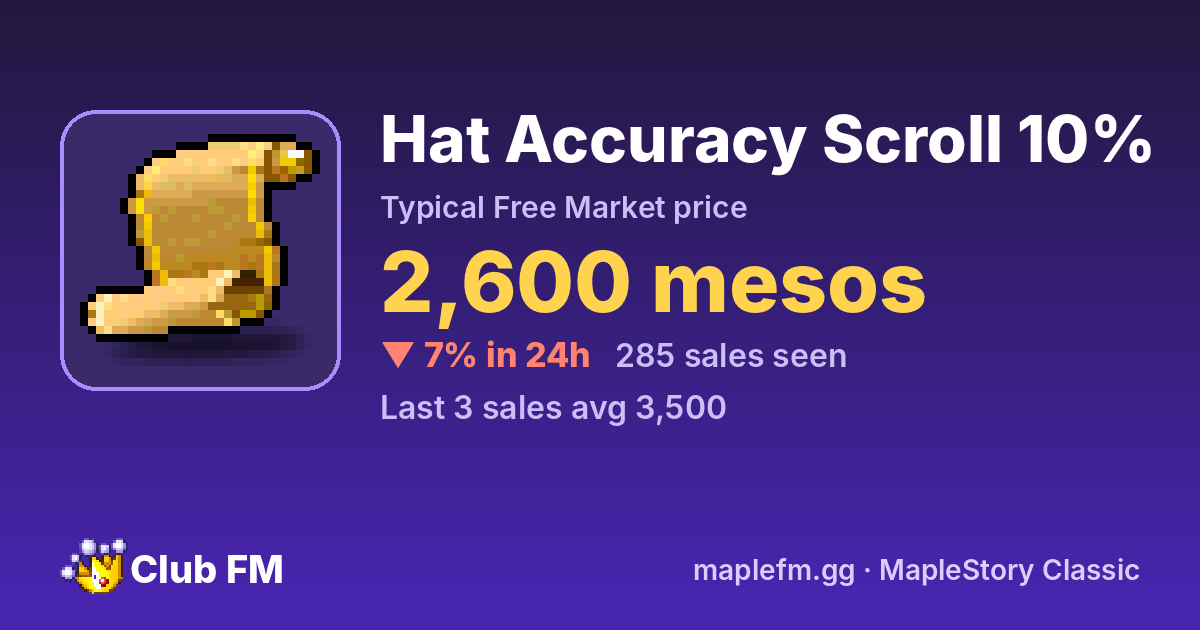 Hat Accuracy Scroll 10%
Typical Free Market price
2,600 mesos
▼ 7% in 24h 285 sales seen
Last 3 sales avg 3,500
Club FM
maplefm.gg · MapleStory Classic